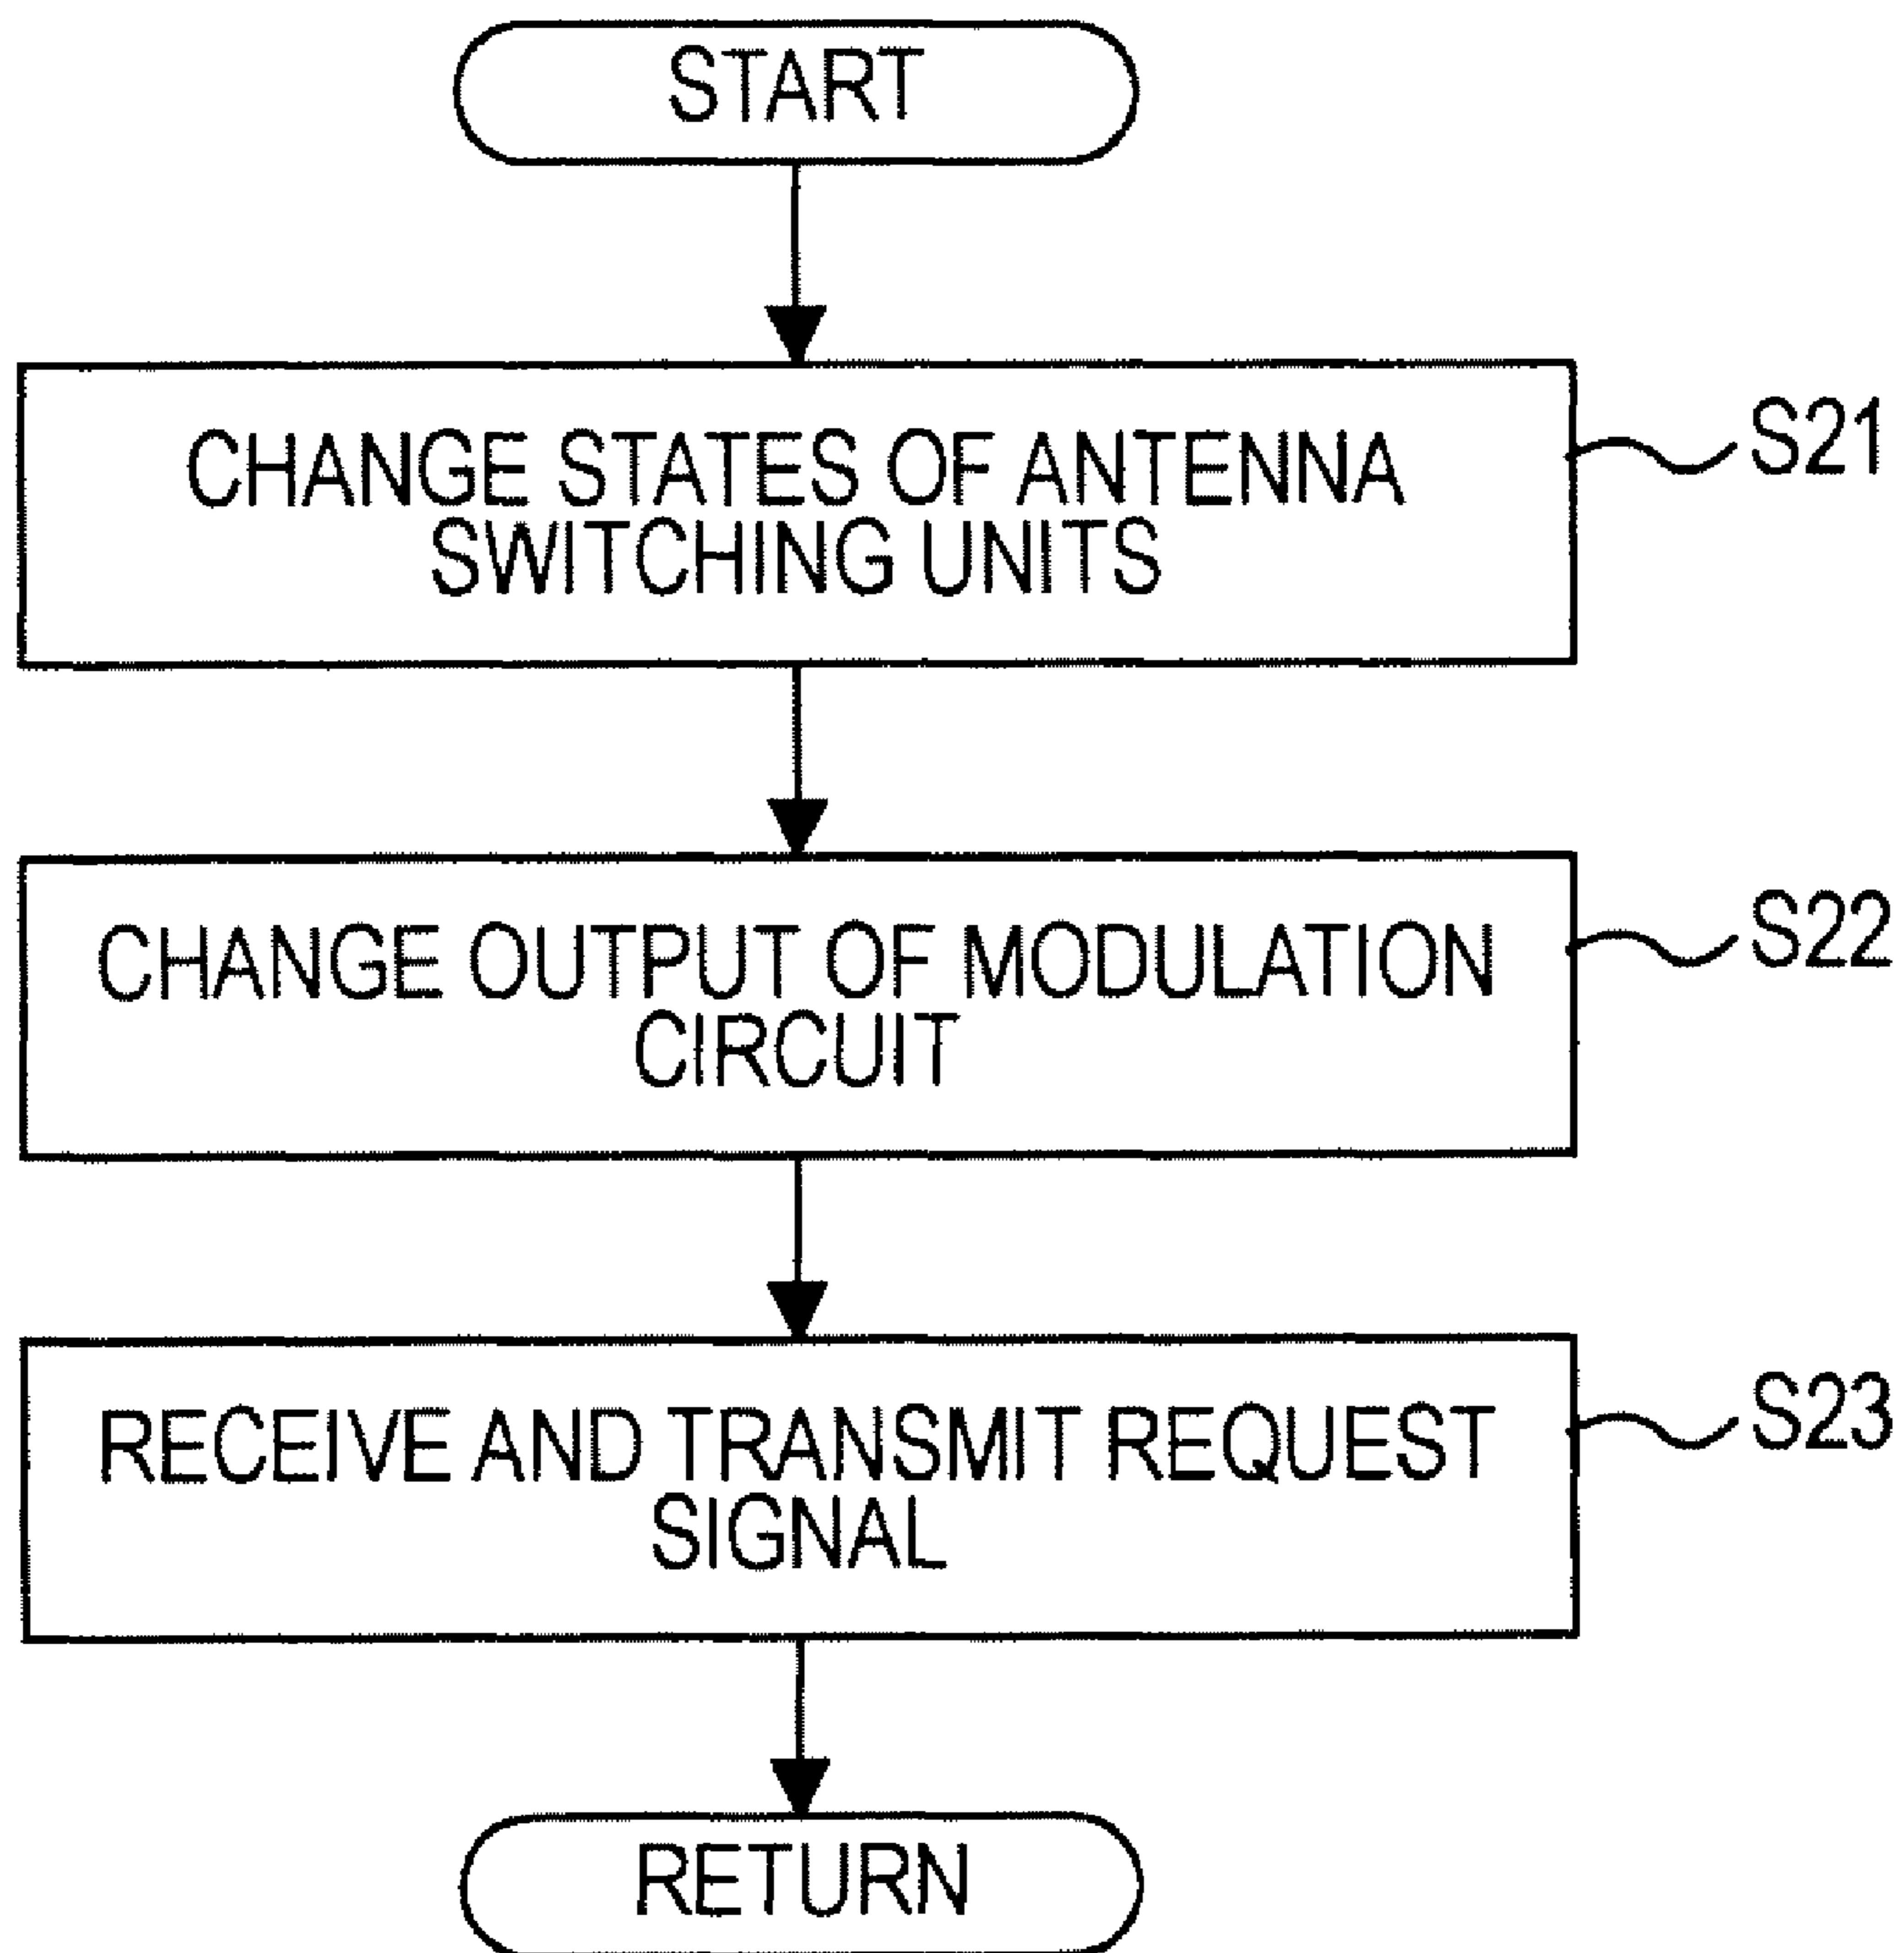 START
CHANGE STATES OF ANTENNA
SWITCHING UNITS
S21
CHANGE OUTPUT OF MODULATION
CIRCUIT
S22
RECEIVE AND TRANSMIT REQUEST
SIGNAL
S23
RETURN